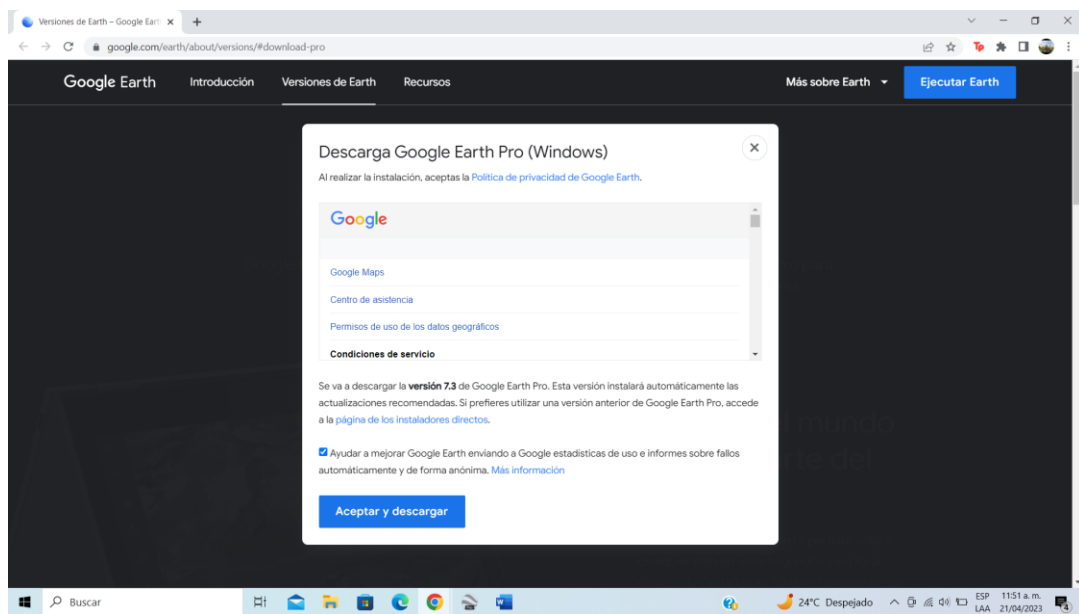 Versiones de Earth – Google Eart
google.com/earth/about/versions/#download-pro
Google Earth
Introducción
Versiones de Earth
Recursos
Más sobre Earth
Ejecutar Earth
Descarga Google Earth Pro (Windows)
Al realizar la instalación, aceptas la Política de privacidad de Google Earth.
Google
Google Maps
Centro de asistencia
Permisos de uso de los datos geográficos
Condiciones de servicio
Se va a descargar la versión 7.3 de Google Earth Pro. Esta versión instalará automáticamente las
actualizaciones recomendadas. Si prefieres utilizar una versión anterior de Google Earth Pro, accede
a la página de los instaladores directos.
el mundo
rte del
Ayudar a mejorar Google Earth enviando a Google estadísticas de uso e informes sobre fallos
automáticamente y de forma anónima. Más información
Aceptar y descargar
Buscar
24°C Despejado
ESP
LAA
11:51 a. m.
21/04/2023